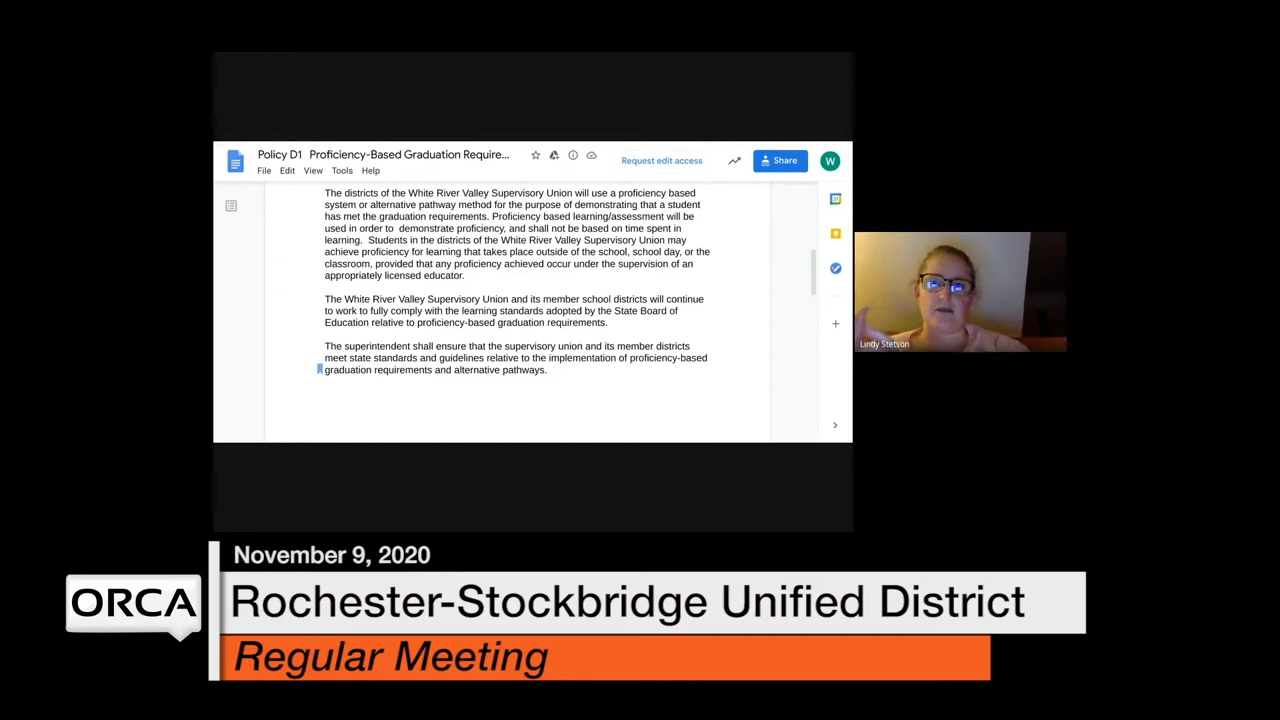 Policy D1 Proficiency-Based Graduation Require...
File Edit View Tools Help
Request edit access
Share
W
The districts of the White River Valley Supervisory Union will use a proficiency based
system or alternative pathway method for the purpose of demonstrating that a student
has met the graduation requirements. Proficiency based learning/assessment will be
used in order to demonstrate proficiency, and shall not be based on time spent in
learning. Students in the districts of the White River Valley Supervisory Union may
achieve proficiency for learning that takes place outside of the school, school day, or the
classroom, provided that any proficiency achieved occur under the supervision of an
appropriately licensed educator.
The White River Valley Supervisory Union and its member school districts will continue
to work to fully comply with the learning standards adopted by the State Board of
Education relative to proficiency-based graduation requirements.
The superintendent shall ensure that the supervisory union and its member districts
meet state standards and guidelines relative to the implementation of proficiency-based
graduation requirements and alternative pathways.
Lindy Stetson
November 9, 2020
ORCA
Rochester-Stockbridge Unified District
Regular Meeting